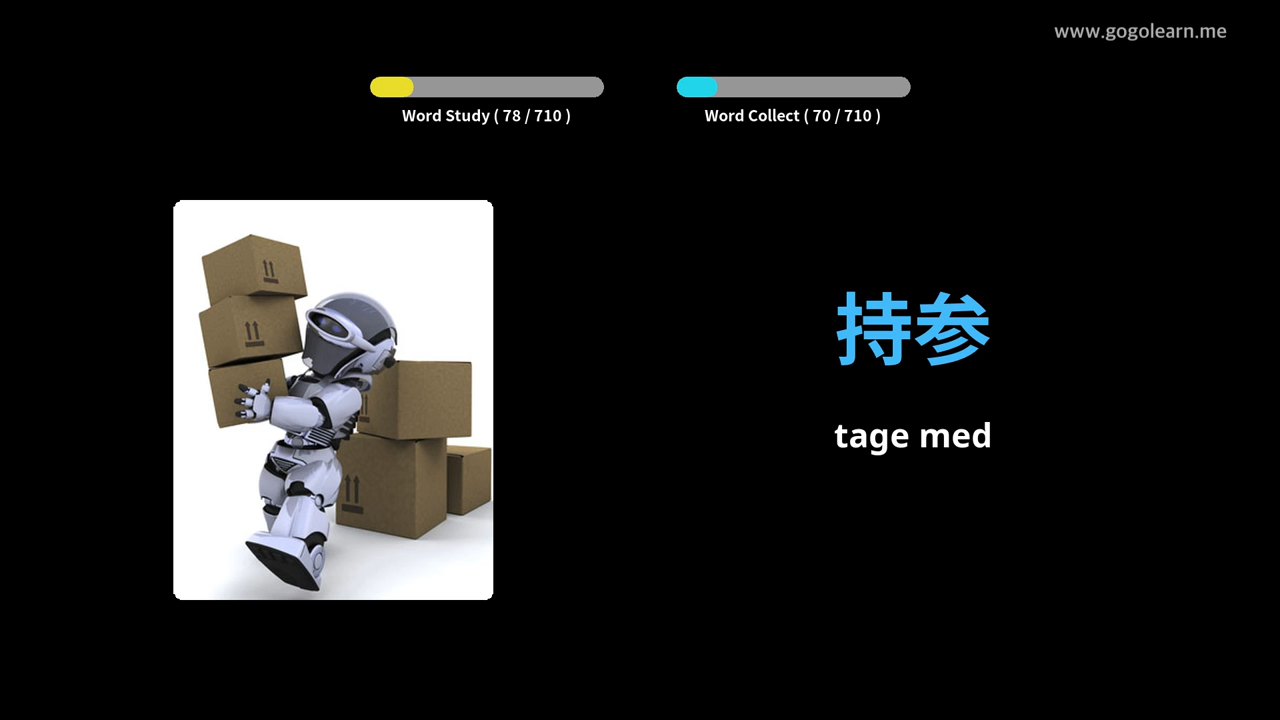 www.gogolearn.me
Word Study ( 78 / 710 )
Word Collect ( 70 / 710 )
持参
tage med